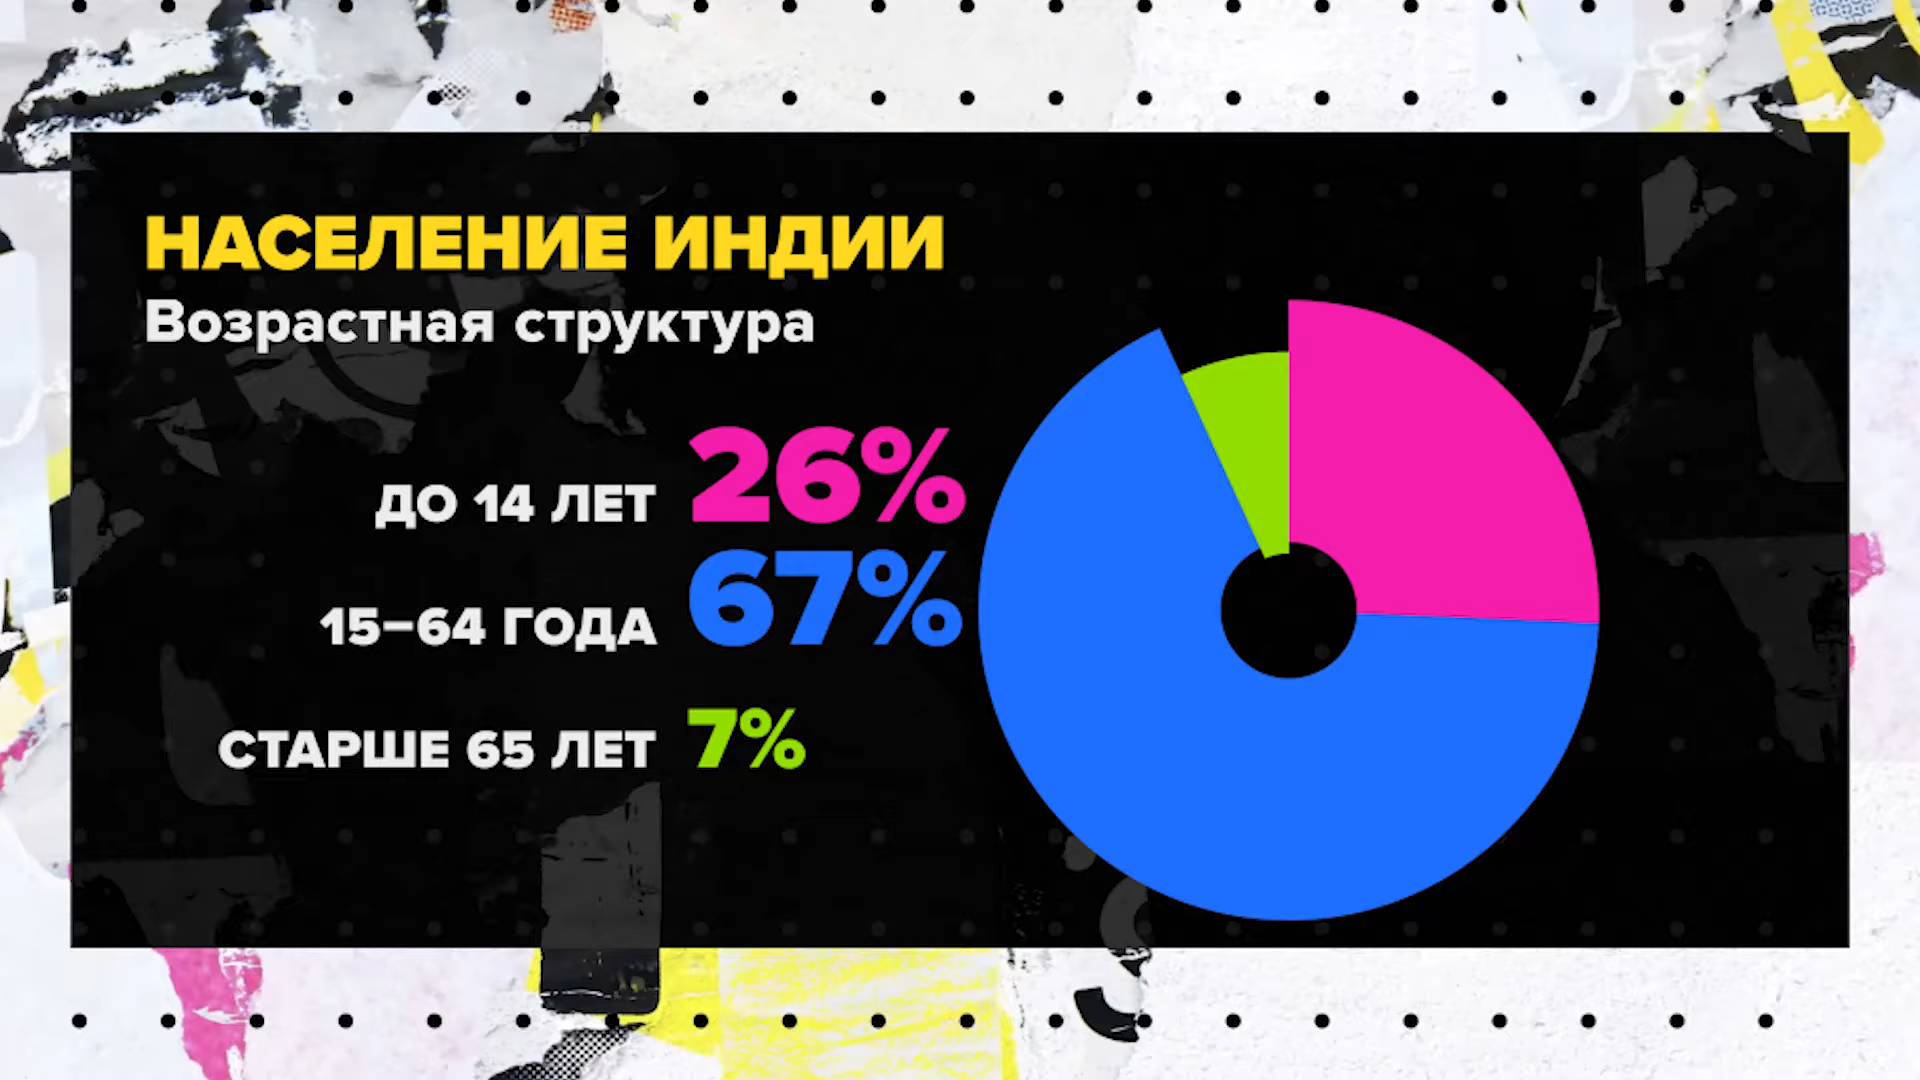 НАСЕЛЕНИЕ ИНДИИ
Возрастная структура
ДО 14 ЛЕТ 26%
15–64 ГОДА 67%
СТАРШЕ 65 ЛЕТ 7%